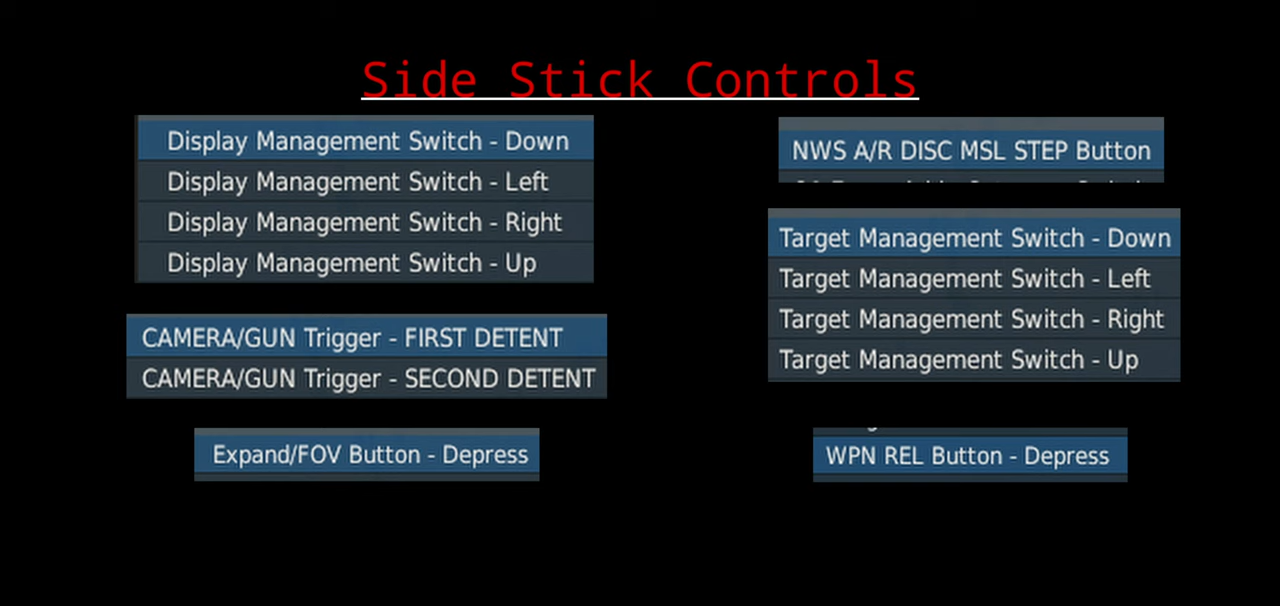 Side Stick Controls
Display Management Switch - Down
Display Management Switch - Left
Display Management Switch - Right
Display Management Switch - Up
CAMERA/GUN Trigger - FIRST DETENT
CAMERA/GUN Trigger - SECOND DETENT
Expand/FOV Button - Depress
NWS A/R DISC MSL STEP Button
Target Management Switch - Down
Target Management Switch - Left
Target Management Switch - Right
Target Management Switch - Up
WPN REL Button - Depress